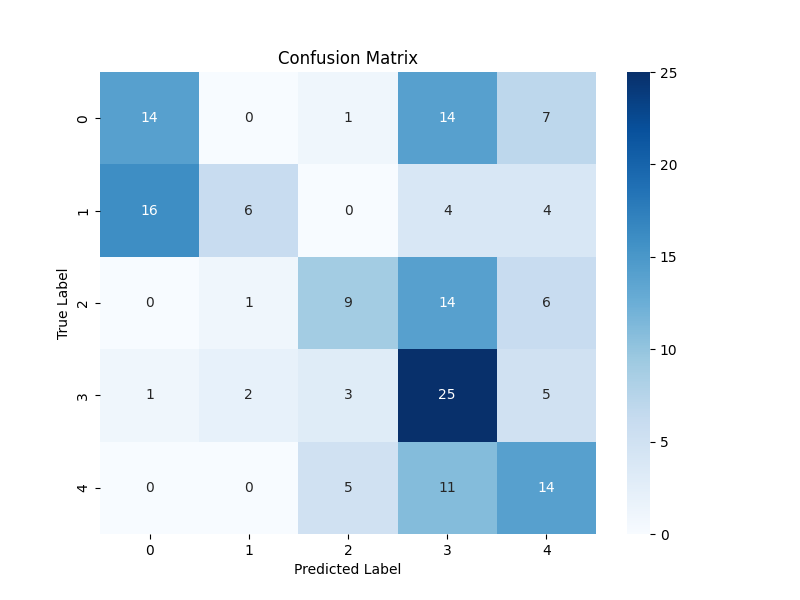 Confusion Matrix
True Label
0 14 0 1 14 7
1 16 6 0 4 4
2 0 1 9 14 6
3 1 2 3 25 5
4 0 0 5 11 14
0 1 2 3 4
Predicted Label
25
20
15
10
5
0